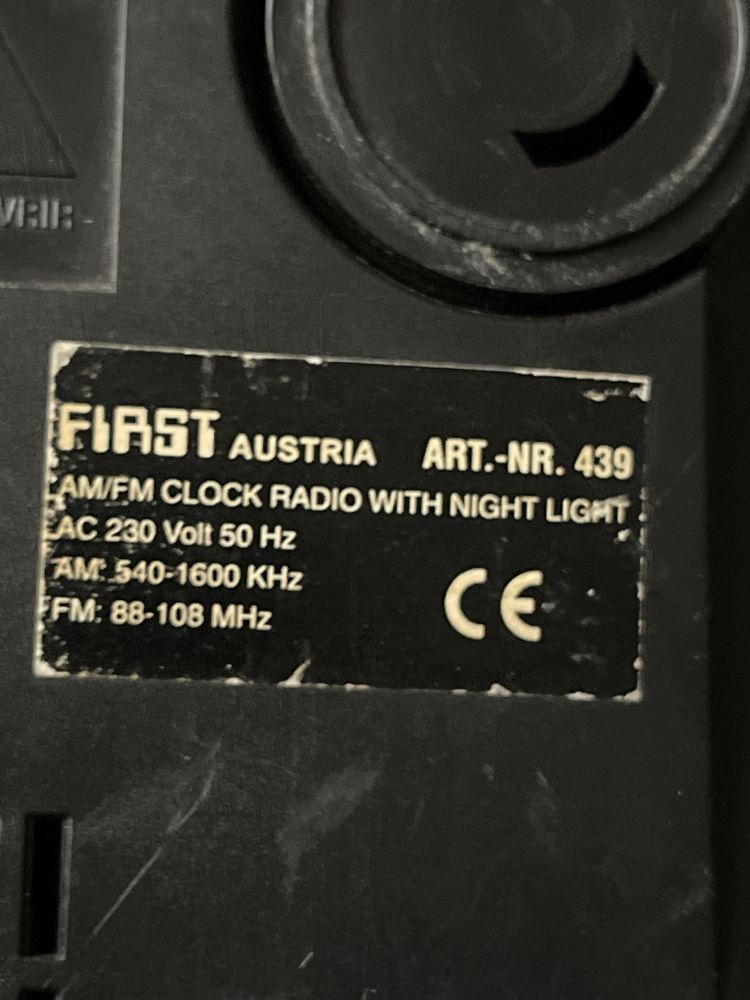 VRIR
FIRST AUSTRIA ART.-NR. 439
AM/FM CLOCK RADIO WITH NIGHT LIGHT
AC 230 Volt 50 Hz
AM: 540-1600 KHz
FM: 88-108 MHz
CE